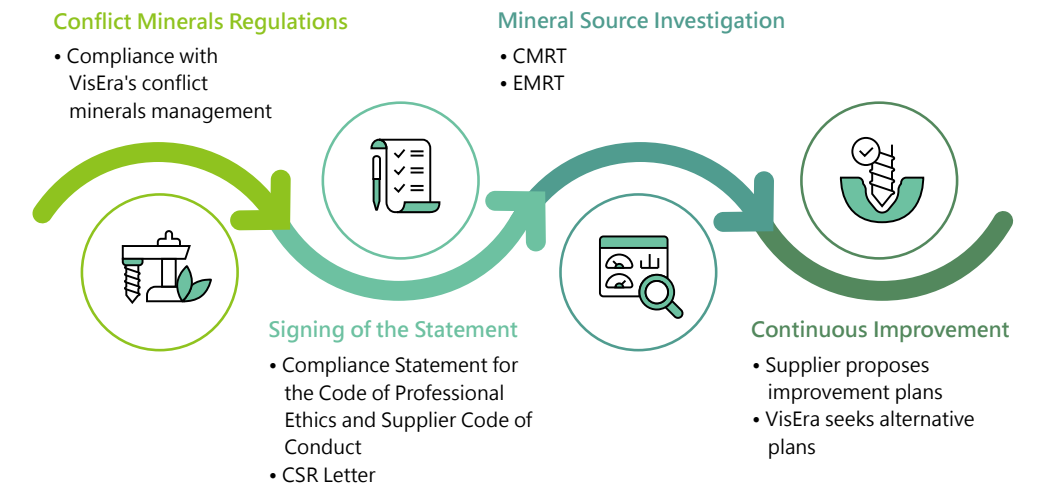 Conflict Minerals Regulations
• Compliance with
VisEra's conflict
minerals management
Signing of the Statement
• Compliance Statement for
the Code of Professional
Ethics and Supplier Code of
Conduct
• CSR Letter
Mineral Source Investigation
• CMRT
• EMRT
Continuous Improvement
• Supplier proposes
improvement plans
• VisEra seeks alternative
plans